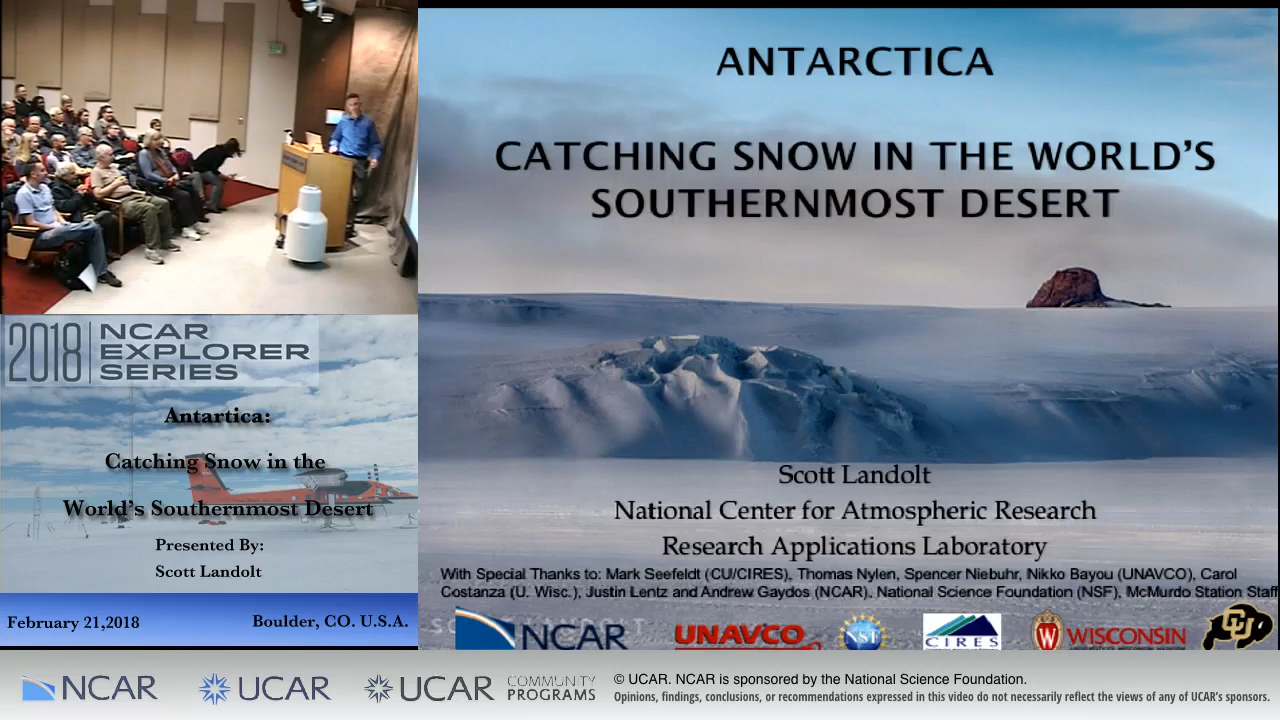 ANTARCTICA
CATCHING SNOW IN THE WORLD'S
SOUTHERNMOST DESERT
Scott Landolt
National Center for Atmospheric Research
Research Applications Laboratory
With Special Thanks to: Mark Seefeldt (CU/CIRES), Thomas Nylen, Spencer Niebuhr, Nikko Bayou (UNAVCO), Carol
Costanza (U. Wisc.), Justin Lentz and Andrew Gaydos (NCAR), National Science Foundation (NSF), McMurdo Station Staff
NCAR
UNAVCO
NSF
CIRES
W
WISCONSIN
CU
2018
NCAR
EXPLORER
SERIES
Antartica:
Catching Snow in the
World's Southernmost Desert
Presented By:
Scott Landolt
February 21,2018
Boulder, CO. U.S.A.
NCAR
UCAR
UCAR
COMMUNITY
PROGRAMS
© UCAR. NCAR is sponsored by the National Science Foundation.
Opinions, findings, conclusions, or recommendations expressed in this video do not necessarily reflect the views of any of UCAR's sponsors.